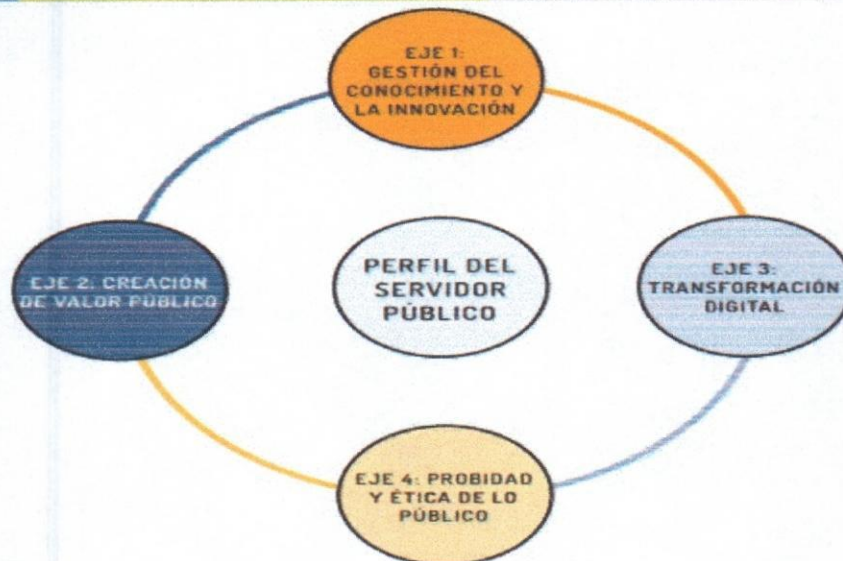 EJE 1:
GESTIÓN DEL
CONOCIMIENTO Y
LA INNOVACIÓN
EJE 2: CREACIÓN
DE VALOR PÚBLICO
PERFIL DEL
SERVIDOR
PÚBLICO
EJE 3:
TRANSFORMACIÓN
DIGITAL
EJE 4: PROBIDAD
Y ÉTICA DE LO
PÚBLICO